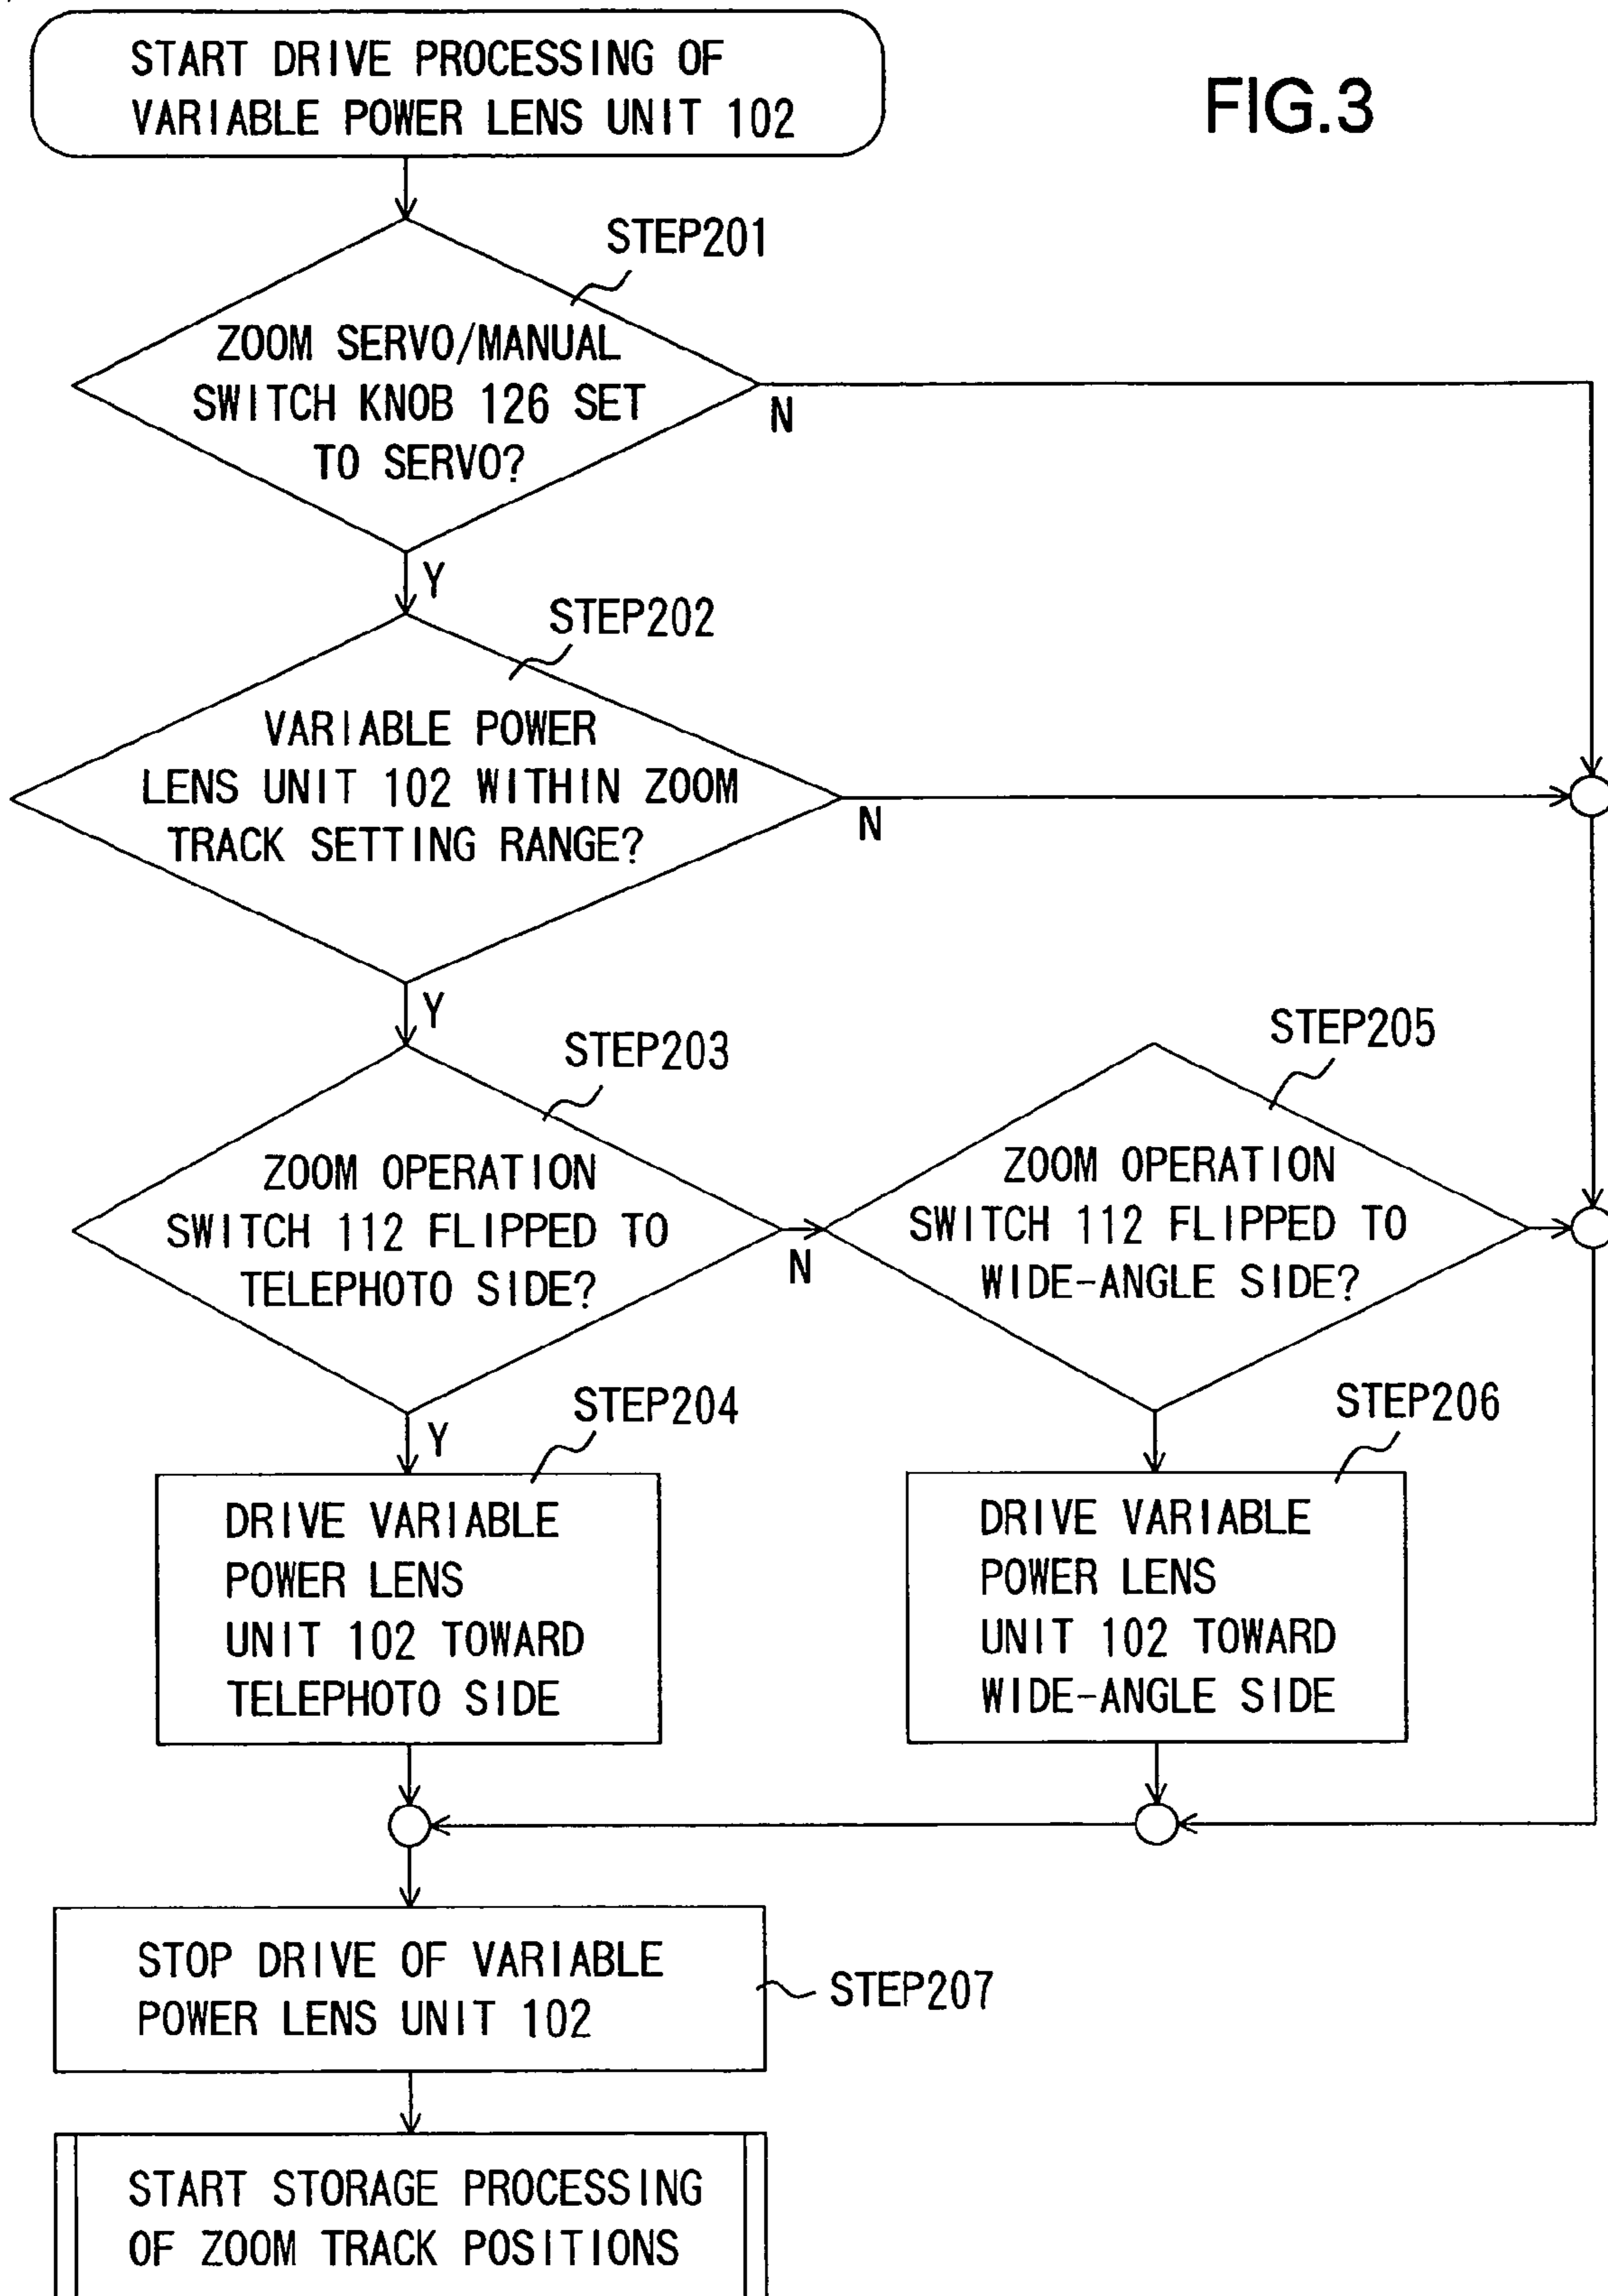 START DRIVE PROCESSING OF
VARIABLE POWER LENS UNIT 102
FIG.3
STEP201
ZOOM SERVO/MANUAL
SWITCH KNOB 126 SET
TO SERVO?
N
Y
STEP202
VARIABLE POWER
LENS UNIT 102 WITHIN ZOOM
TRACK SETTING RANGE?
N
Y
STEP203
ZOOM OPERATION
SWITCH 112 FLIPPED TO
TELEPHOTO SIDE?
N
Y
STEP205
ZOOM OPERATION
SWITCH 112 FLIPPED TO
WIDE-ANGLE SIDE?
STEP204
DRIVE VARIABLE
POWER LENS
UNIT 102 TOWARD
TELEPHOTO SIDE
STEP206
DRIVE VARIABLE
POWER LENS
UNIT 102 TOWARD
WIDE-ANGLE SIDE
STOP DRIVE OF VARIABLE
POWER LENS UNIT 102
STEP207
START STORAGE PROCESSING
OF ZOOM TRACK POSITIONS